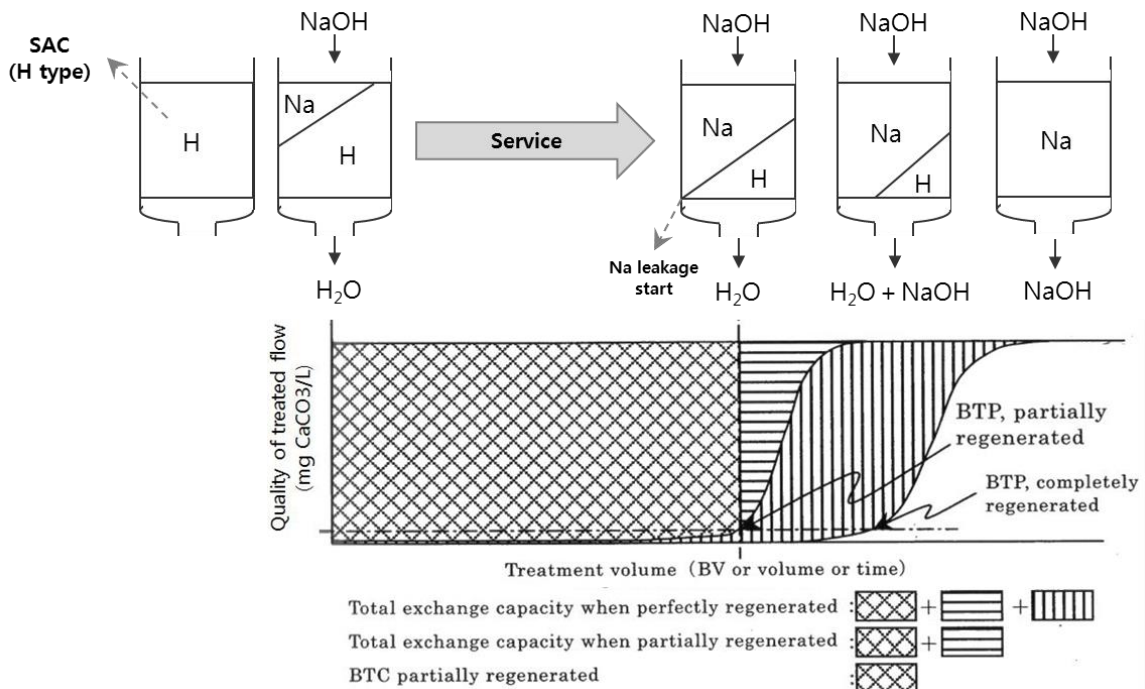 SAC
(H type)
NaOH
NaOH
NaOH
NaOH
H
Na
H
Service
Na
H
Na
H
Na
Na leakage
start
H₂O
H₂O
H₂O + NaOH
NaOH
Quality of treated flow
(mg CaCO3/L)
BTP, partially
regenerated
BTP, completely
regenerated
Treatment volume (BV or volume or time)
Total exchange capacity when perfectly regenerated : + +
Total exchange capacity when partially regenerated : +
BTC partially regenerated :